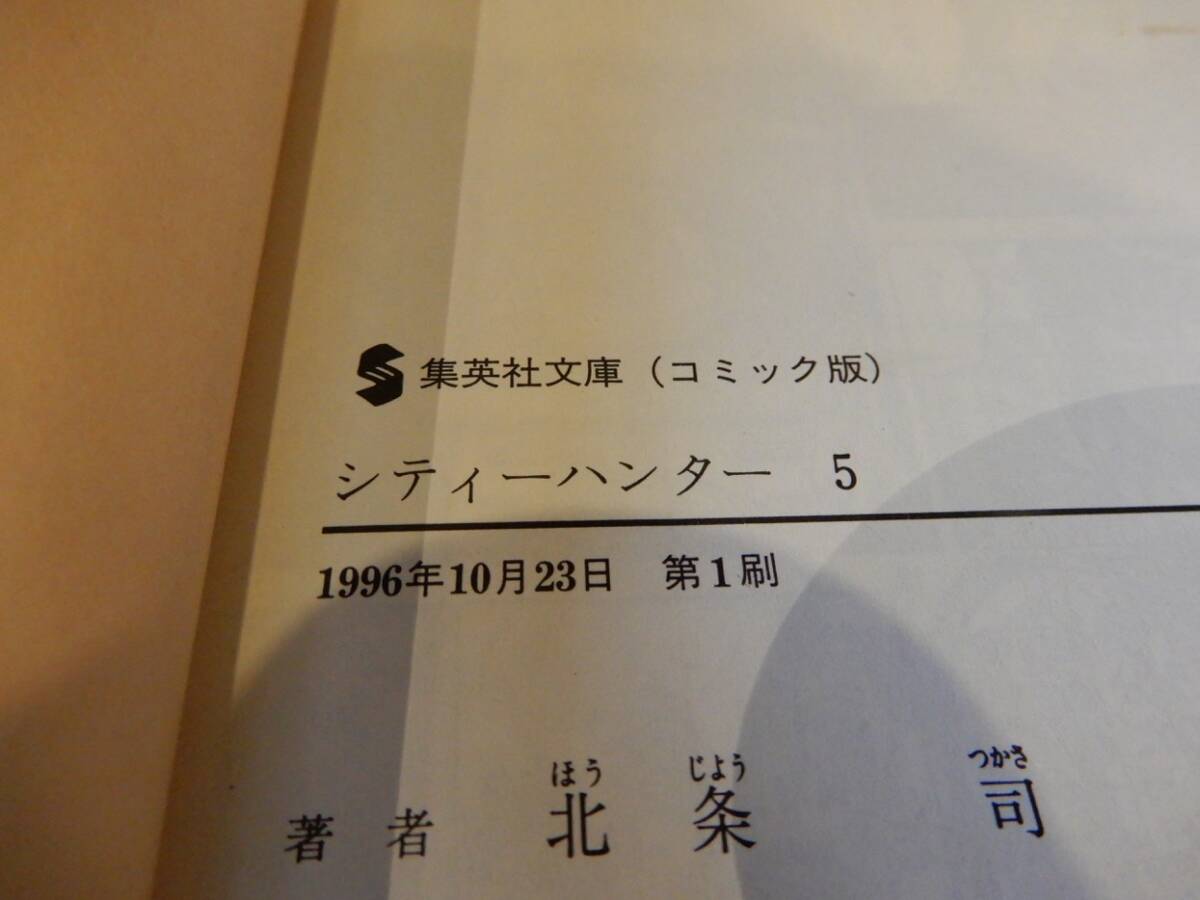 集英社文庫（コミック版）
シティーハンター 5
1996年10月23日 第1刷
ほう じよう つかさ
著者 北条 司